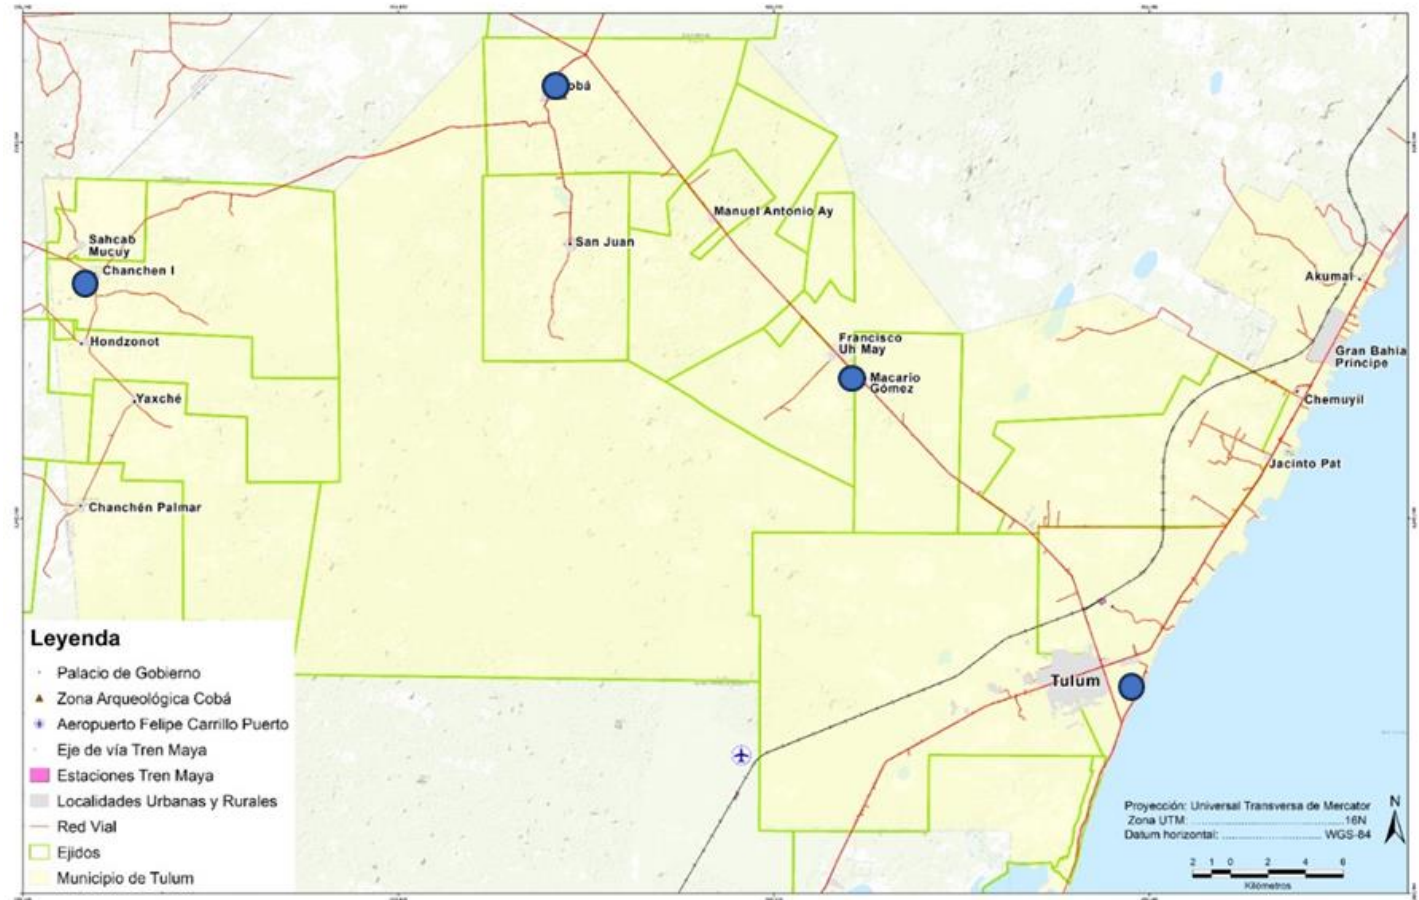 obá
Manuel Antonio Ay
San Juan
Sahcab
Mucuy
Chanchen I
Akumal
Hondzonot
Francisco
Uh May
Gran Bahia
Principe
Macario
Gómez
Yaxché
Chemuyil
Jacinto Pat
Chanchén Palmar
Tulum
Leyenda
Palacio de Gobierno
Zona Arqueológica Cobá
Aeropuerto Felipe Carrillo Puerto
Eje de vía Tren Maya
Estaciones Tren Maya
Localidades Urbanas y Rurales
Red Vial
Ejidos
Municipio de Tulum
Proyección: Universal Transversa de Mercator
Zona UTM: 16N
Datum horizontal: WGS-84
N
2 1 0 2 4 6
Kilómetros